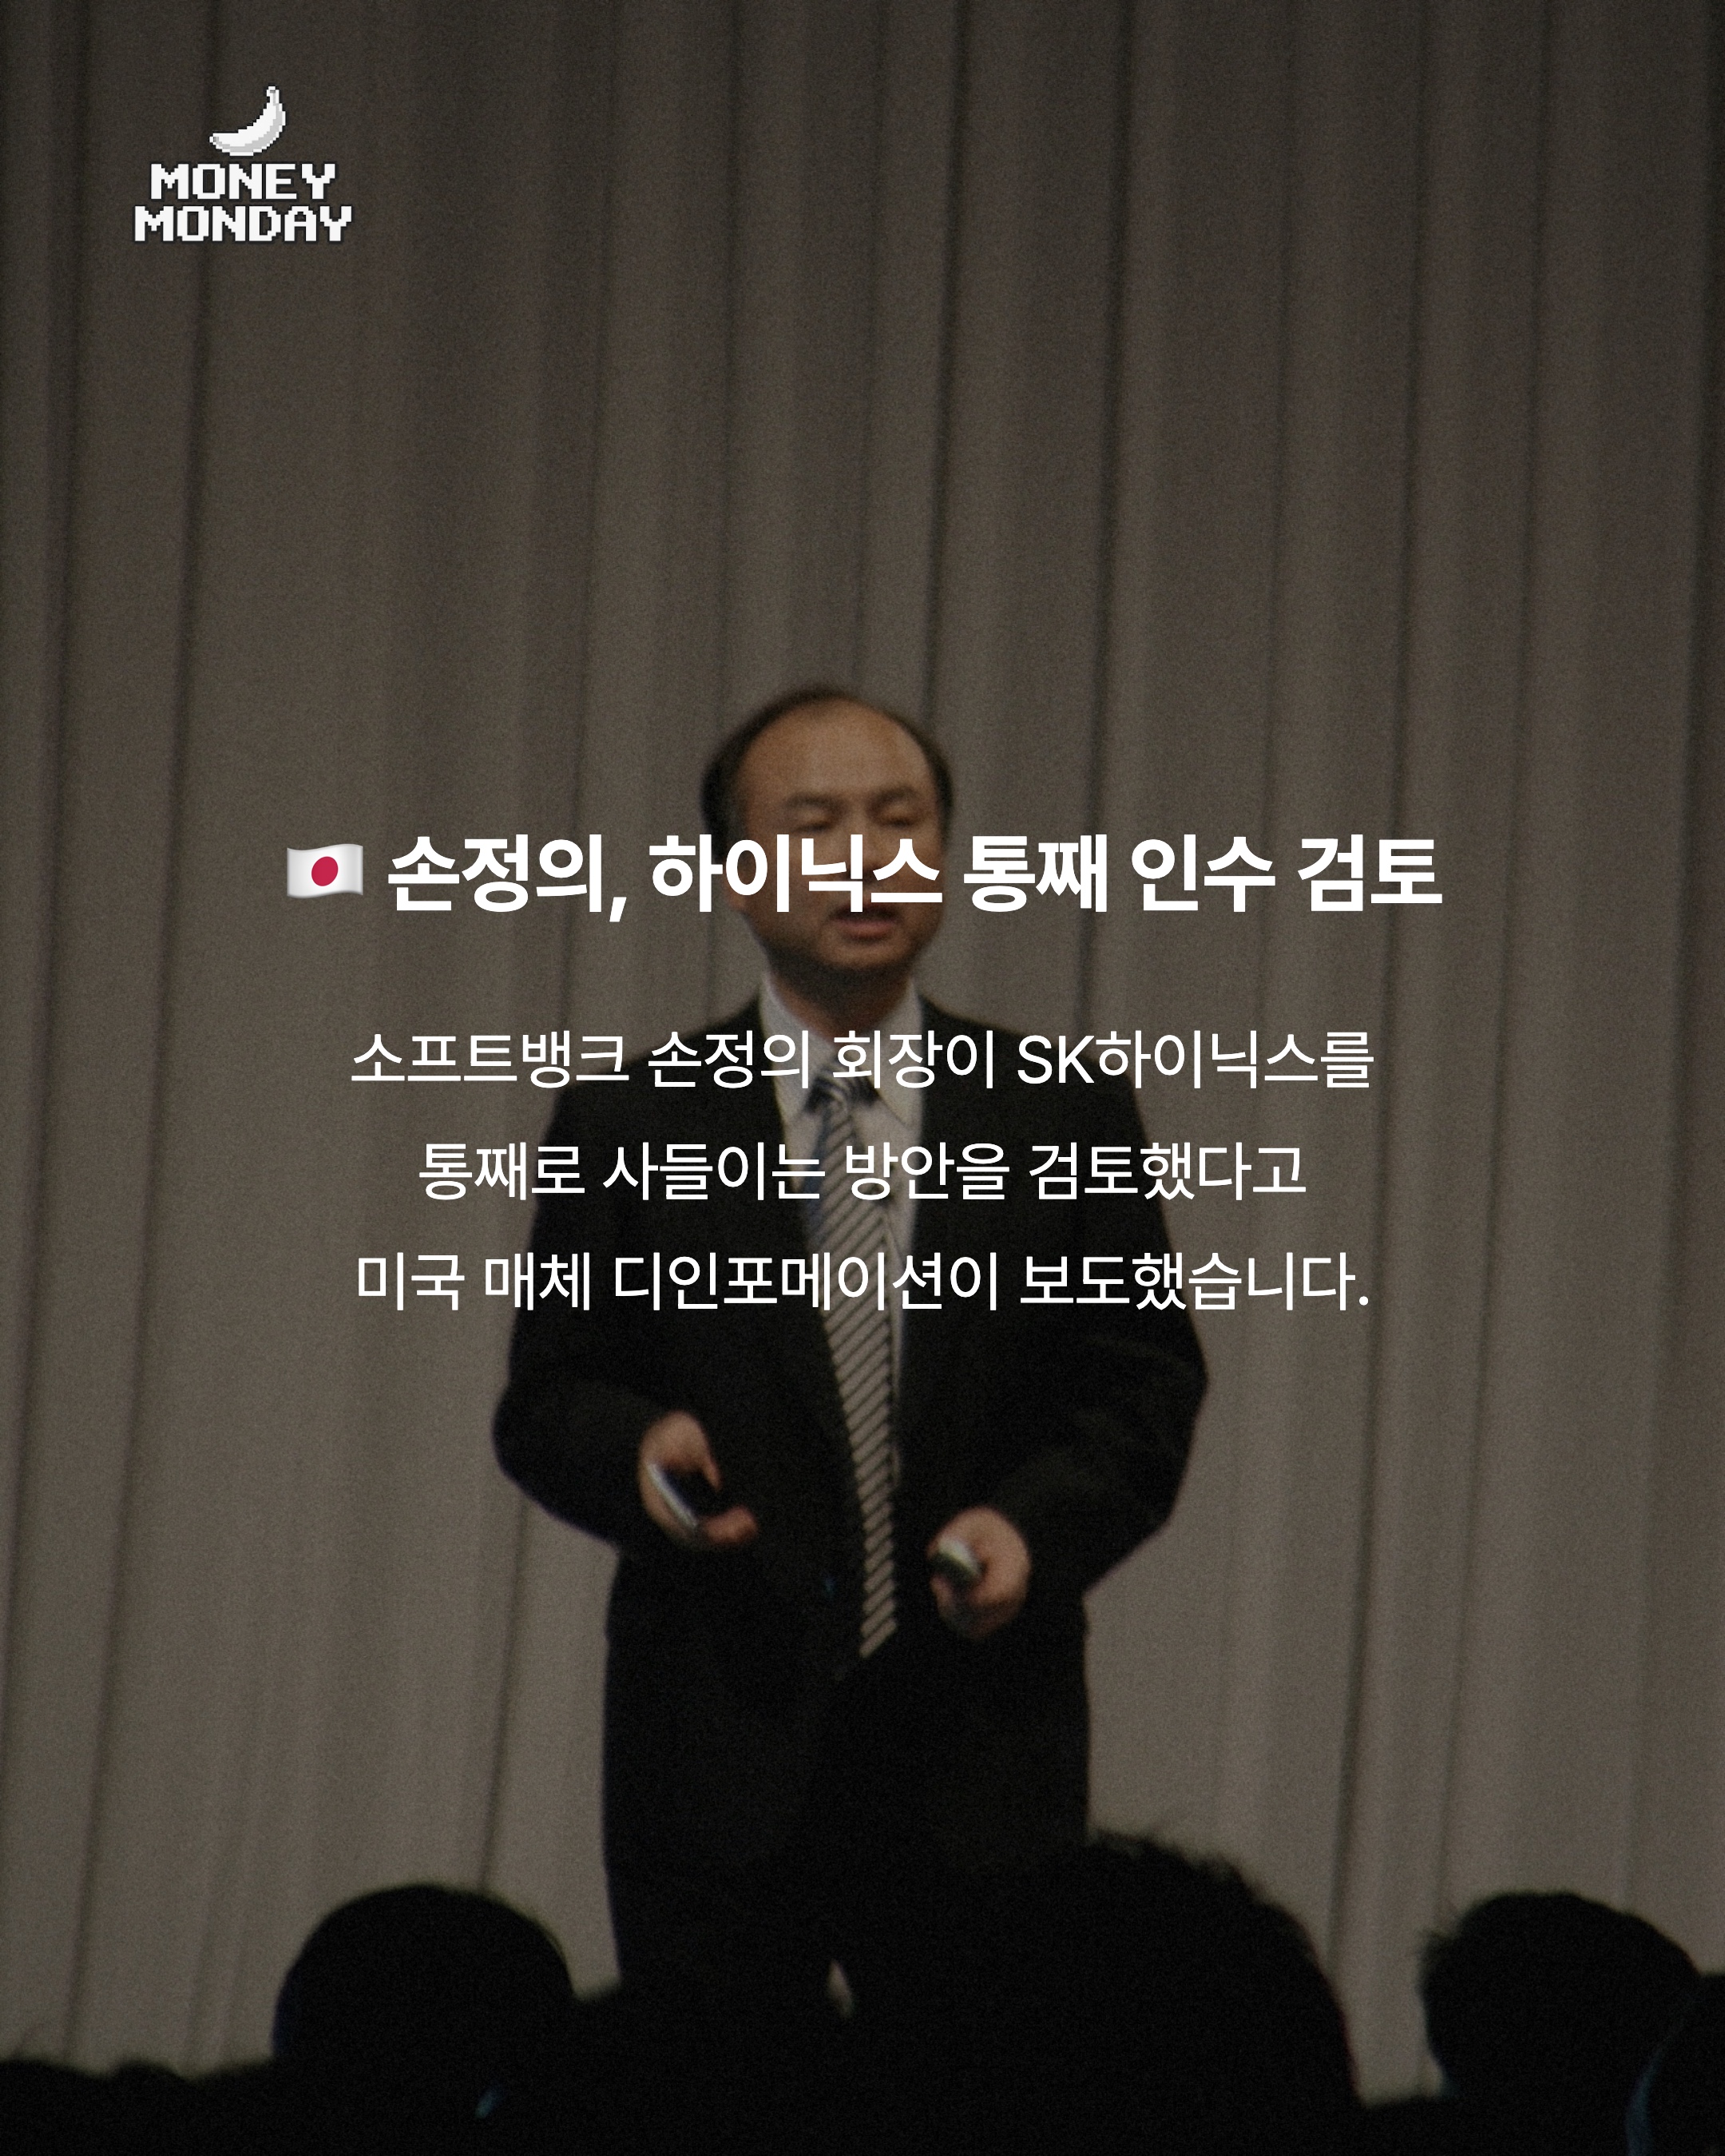 MONEY
MONDAY
🇯🇵 손정의, 하이닉스 통째 인수 검토
소프트뱅크 손정의 회장이 SK하이닉스를
통째로 사들이는 방안을 검토했다고
미국 매체 디인포메이션이 보도했습니다.